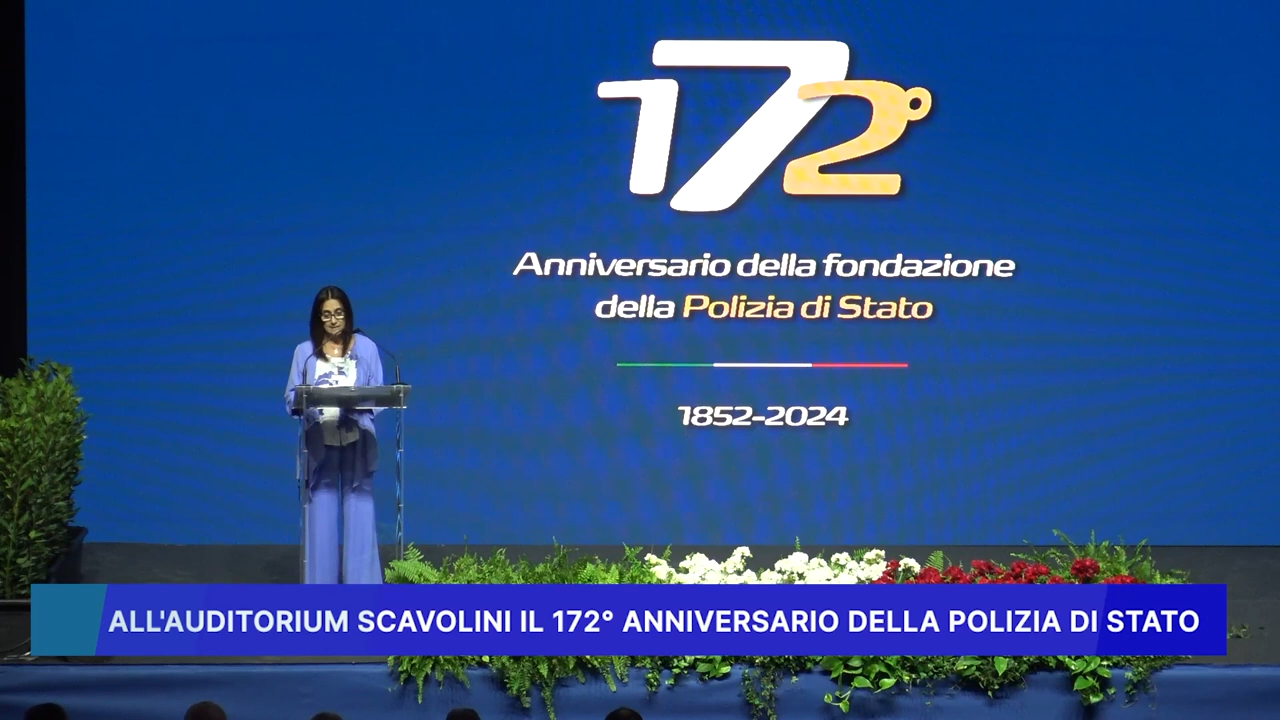 172°
Anniversario della fondazione
della Polizia di Stato
1852-2024
ALL'AUDITORIUM SCAVOLINI IL 172° ANNIVERSARIO DELLA POLIZIA DI STATO